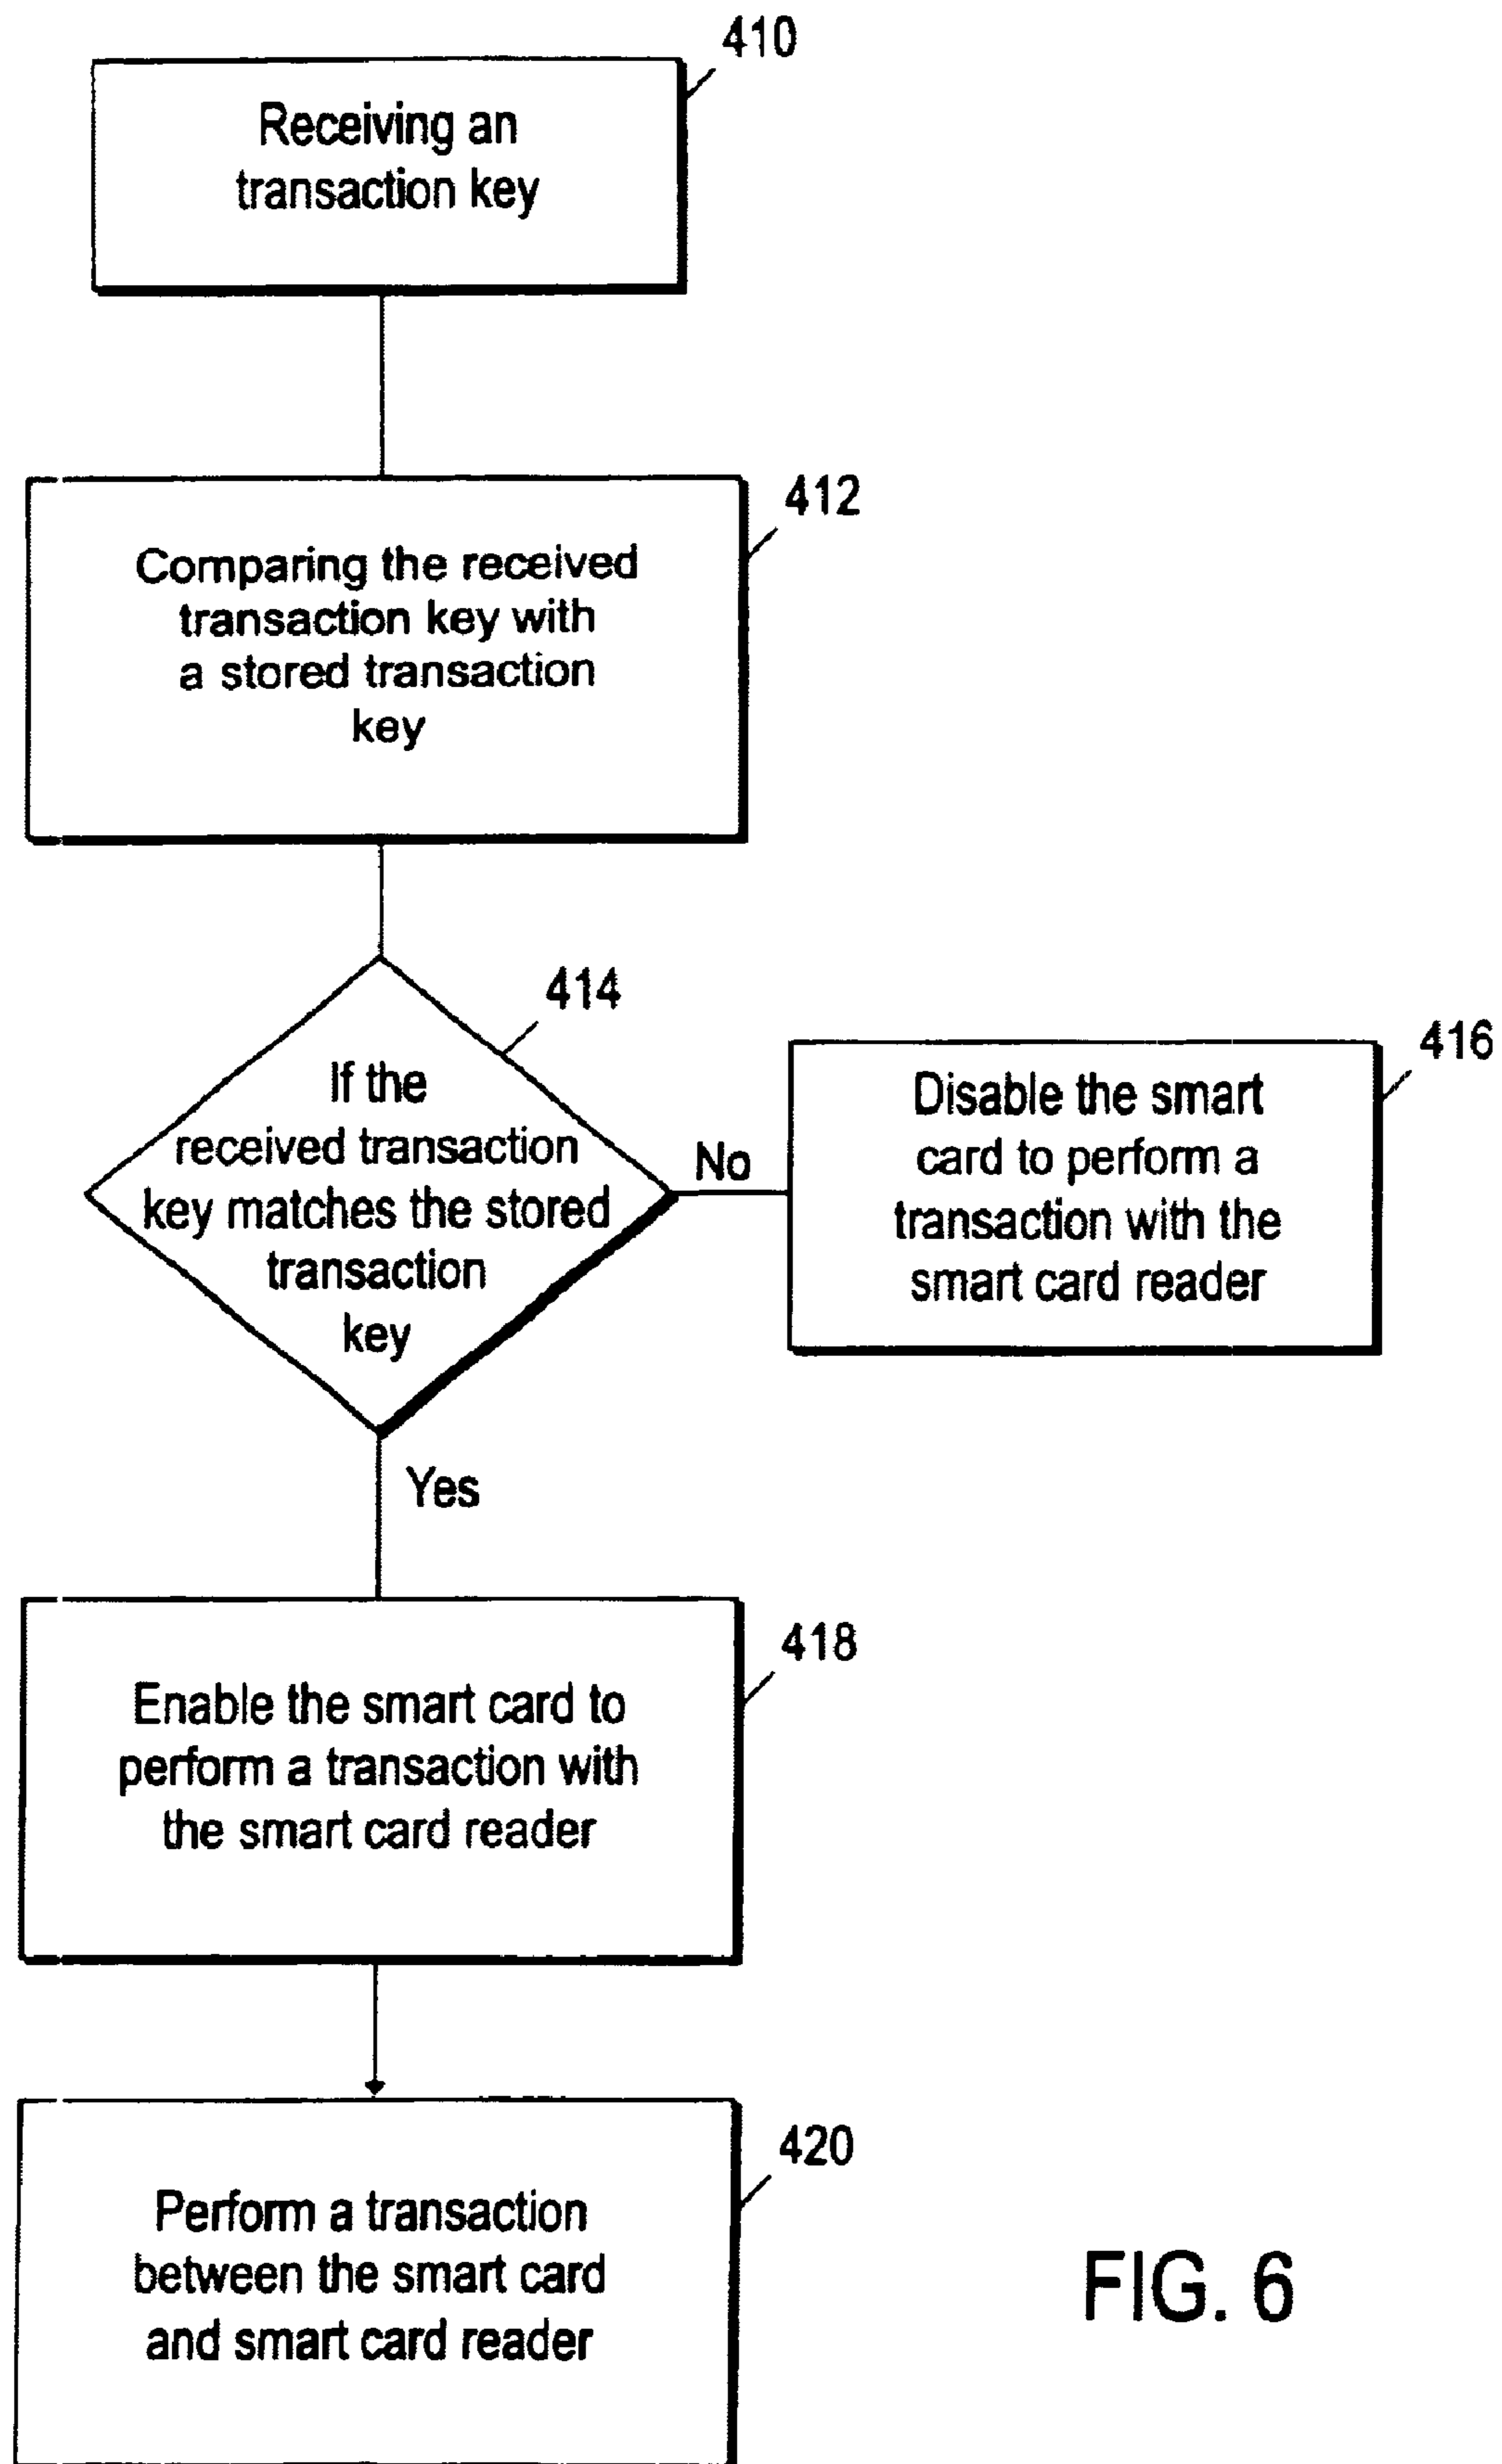 410
Receiving an
transaction key
412
Comparing the received
transaction key with
a stored transaction
key
414
If the
received transaction
key matches the stored
transaction
key
No
416
Disable the smart
card to perform a
transaction with the
smart card reader
Yes
418
Enable the smart card to
perform a transaction with
the smart card reader
420
Perform a transaction
between the smart card
and smart card reader
FIG. 6